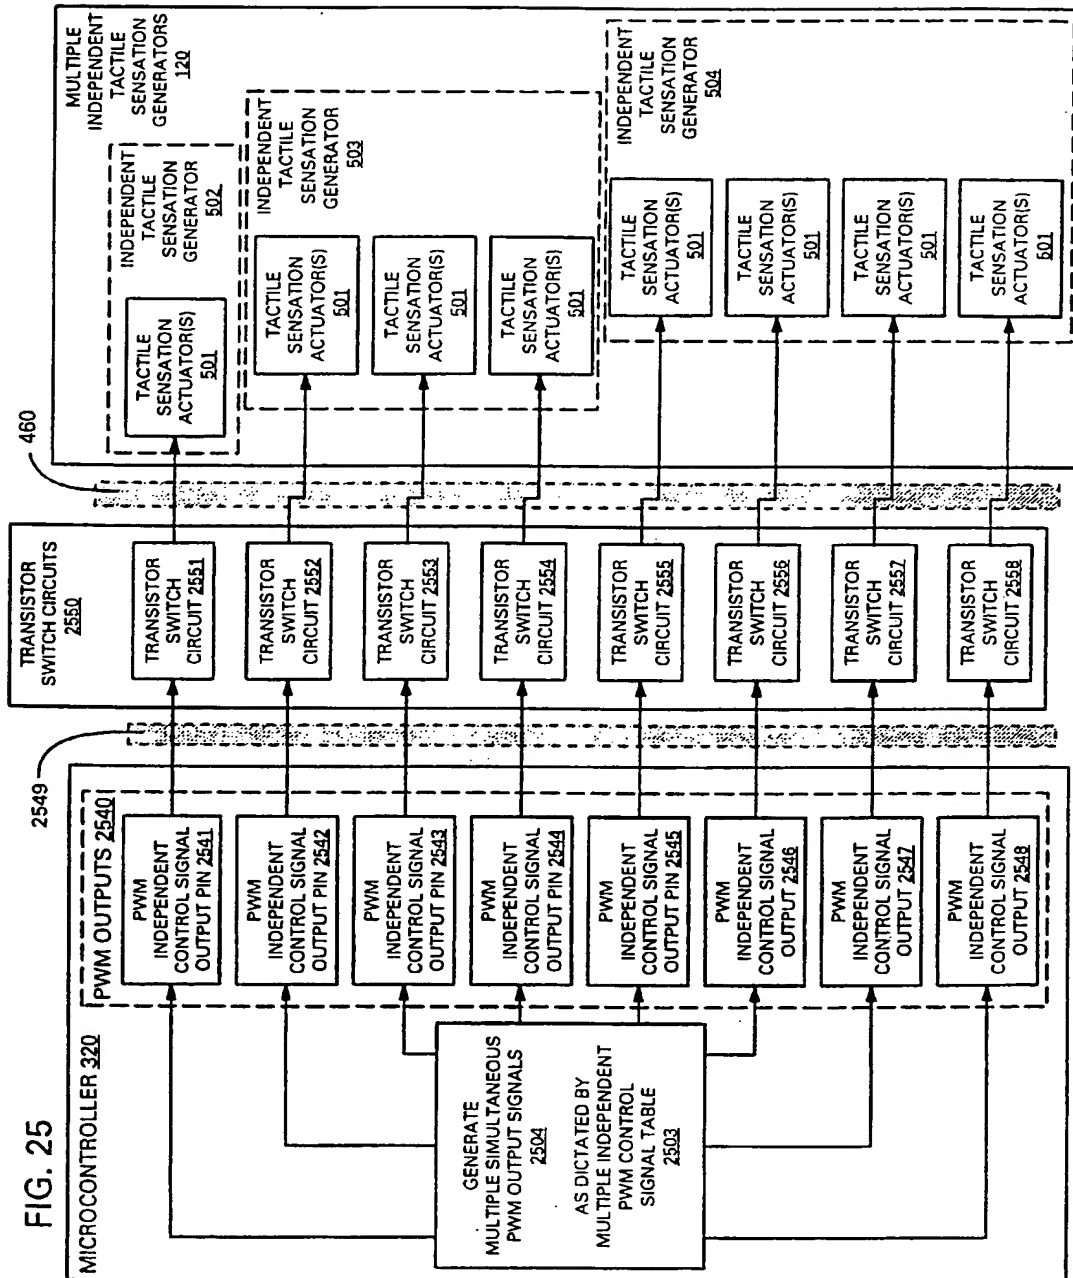 FIG. 25
MICROCONTROLLER 320
GENERATE
MULTIPLE SIMULTANEOUS
PWM OUTPUT SIGNALS
2504
AS DICTATED BY
MULTIPLE INDEPENDENT
PWM CONTROL
SIGNAL TABLE
2503
PWM OUTPUTS 2540
PWM
INDEPENDENT
CONTROL SIGNAL
OUTPUT PIN 2541
PWM
INDEPENDENT
CONTROL SIGNAL
OUTPUT PIN 2542
PWM
INDEPENDENT
CONTROL SIGNAL
OUTPUT PIN 2543
PWM
INDEPENDENT
CONTROL SIGNAL
OUTPUT PIN 2544
PWM
INDEPENDENT
CONTROL SIGNAL
OUTPUT PIN 2545
PWM
INDEPENDENT
CONTROL SIGNAL
OUTPUT 2546
PWM
INDEPENDENT
CONTROL SIGNAL
OUTPUT 2547
PWM
INDEPENDENT
CONTROL SIGNAL
OUTPUT 2548
2549
TRANSISTOR
SWITCH CIRCUITS
2550
TRANSISTOR
SWITCH
CIRCUIT 2551
TRANSISTOR
SWITCH
CIRCUIT 2552
TRANSISTOR
SWITCH
CIRCUIT 2553
TRANSISTOR
SWITCH
CIRCUIT 2554
TRANSISTOR
SWITCH
CIRCUIT 2555
TRANSISTOR
SWITCH
CIRCUIT 2556
TRANSISTOR
SWITCH
CIRCUIT 2557
TRANSISTOR
SWITCH
CIRCUIT 2558
460
MULTIPLE
INDEPENDENT
TACTILE
SENSATION
GENERATORS
120
INDEPENDENT
TACTILE
SENSATION
GENERATOR
502
TACTILE
SENSATION
ACTUATOR(S)
501
INDEPENDENT
TACTILE
SENSATION
GENERATOR
503
TACTILE
SENSATION
ACTUATOR(S)
501
TACTILE
SENSATION
ACTUATOR(S)
501
TACTILE
SENSATION
ACTUATOR(S)
501
INDEPENDENT
TACTILE
SENSATION
GENERATOR
504
TACTILE
SENSATION
ACTUATOR(S)
501
TACTILE
SENSATION
ACTUATOR(S)
501
TACTILE
SENSATION
ACTUATOR(S)
501
TACTILE
SENSATION
ACTUATOR(S)
501